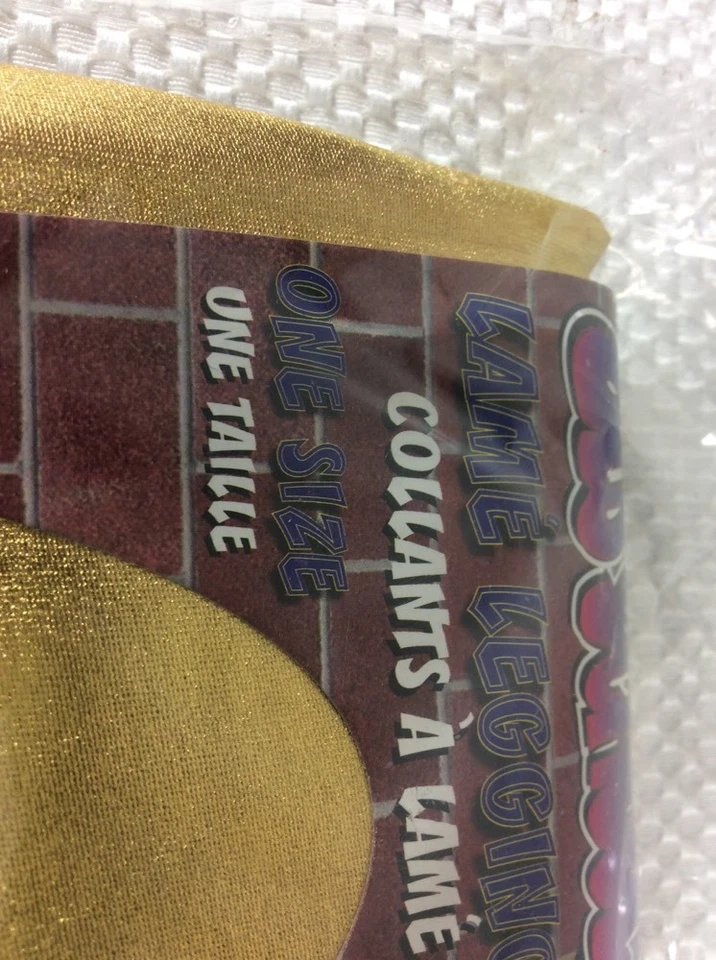 LAMÉ LEGGING
COLLANTS À LAMÉ
ONE SIZE
UNE TAILLE